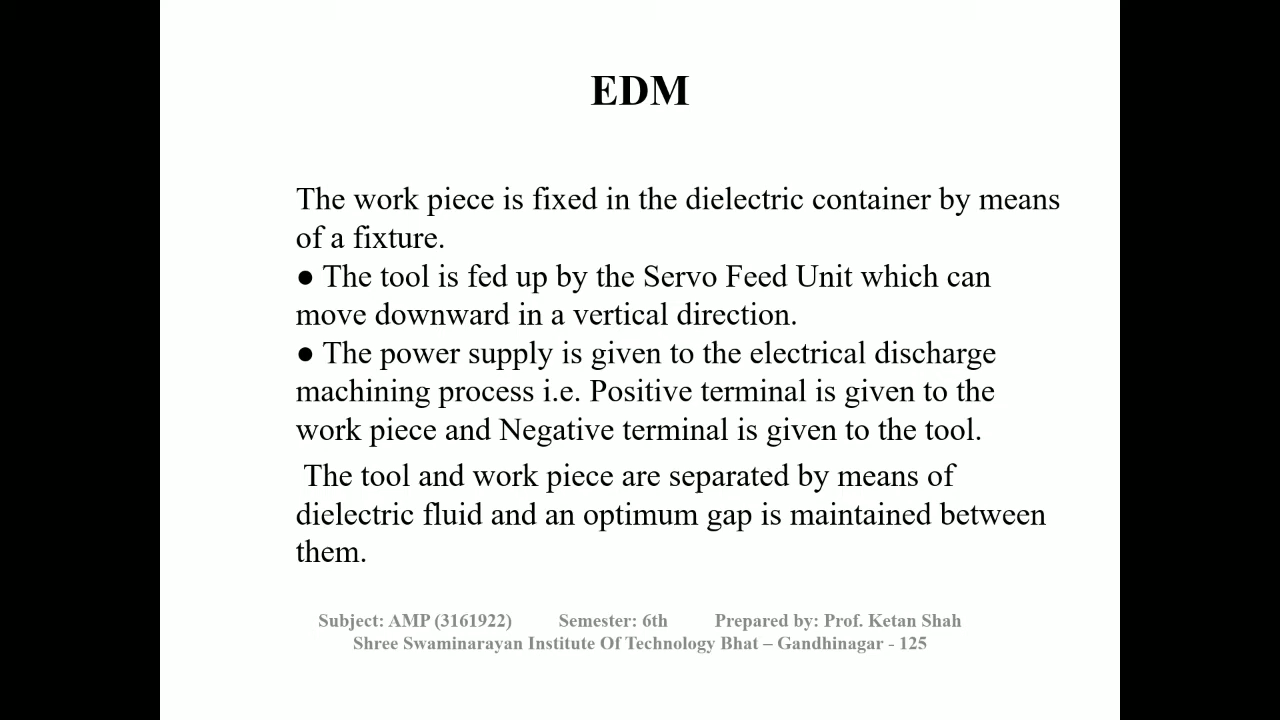 EDM
The work piece is fixed in the dielectric container by means
of a fixture.
● The tool is fed up by the Servo Feed Unit which can
move downward in a vertical direction.
● The power supply is given to the electrical discharge
machining process i.e. Positive terminal is given to the
work piece and Negative terminal is given to the tool.
The tool and work piece are separated by means of
dielectric fluid and an optimum gap is maintained between
them.
Subject: AMP (3161922) Semester: 6th Prepared by: Prof. Ketan Shah
Shree Swaminarayan Institute Of Technology Bhat – Gandhinagar - 125